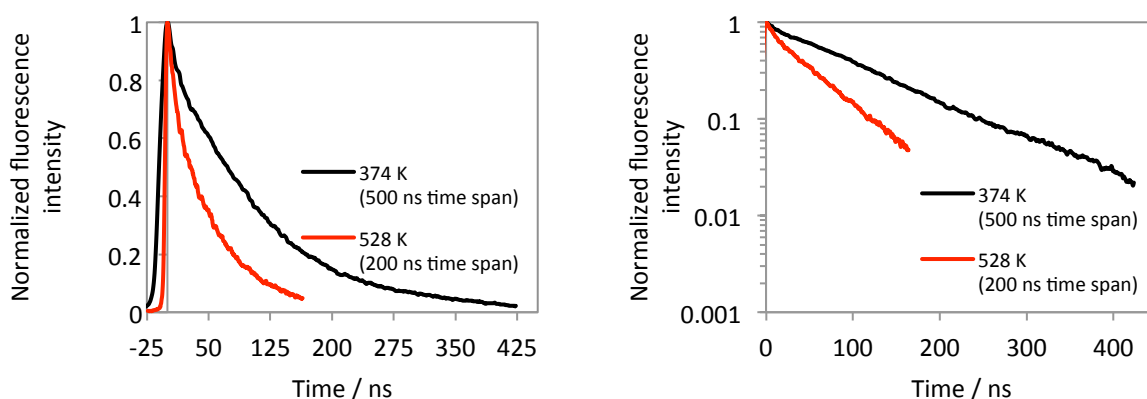 Normalized fluorescence
intensity
1
0.8
0.6
0.4
0.2
0
-25
50
125
200
275
350
425
Time / ns
374 K
(500 ns time span)
528 K
(200 ns time span)
Normalized fluorescence
intensity
1
0.1
0.01
0.001
0
100
200
300
400
Time / ns
374 K
(500 ns time span)
528 K
(200 ns time span)